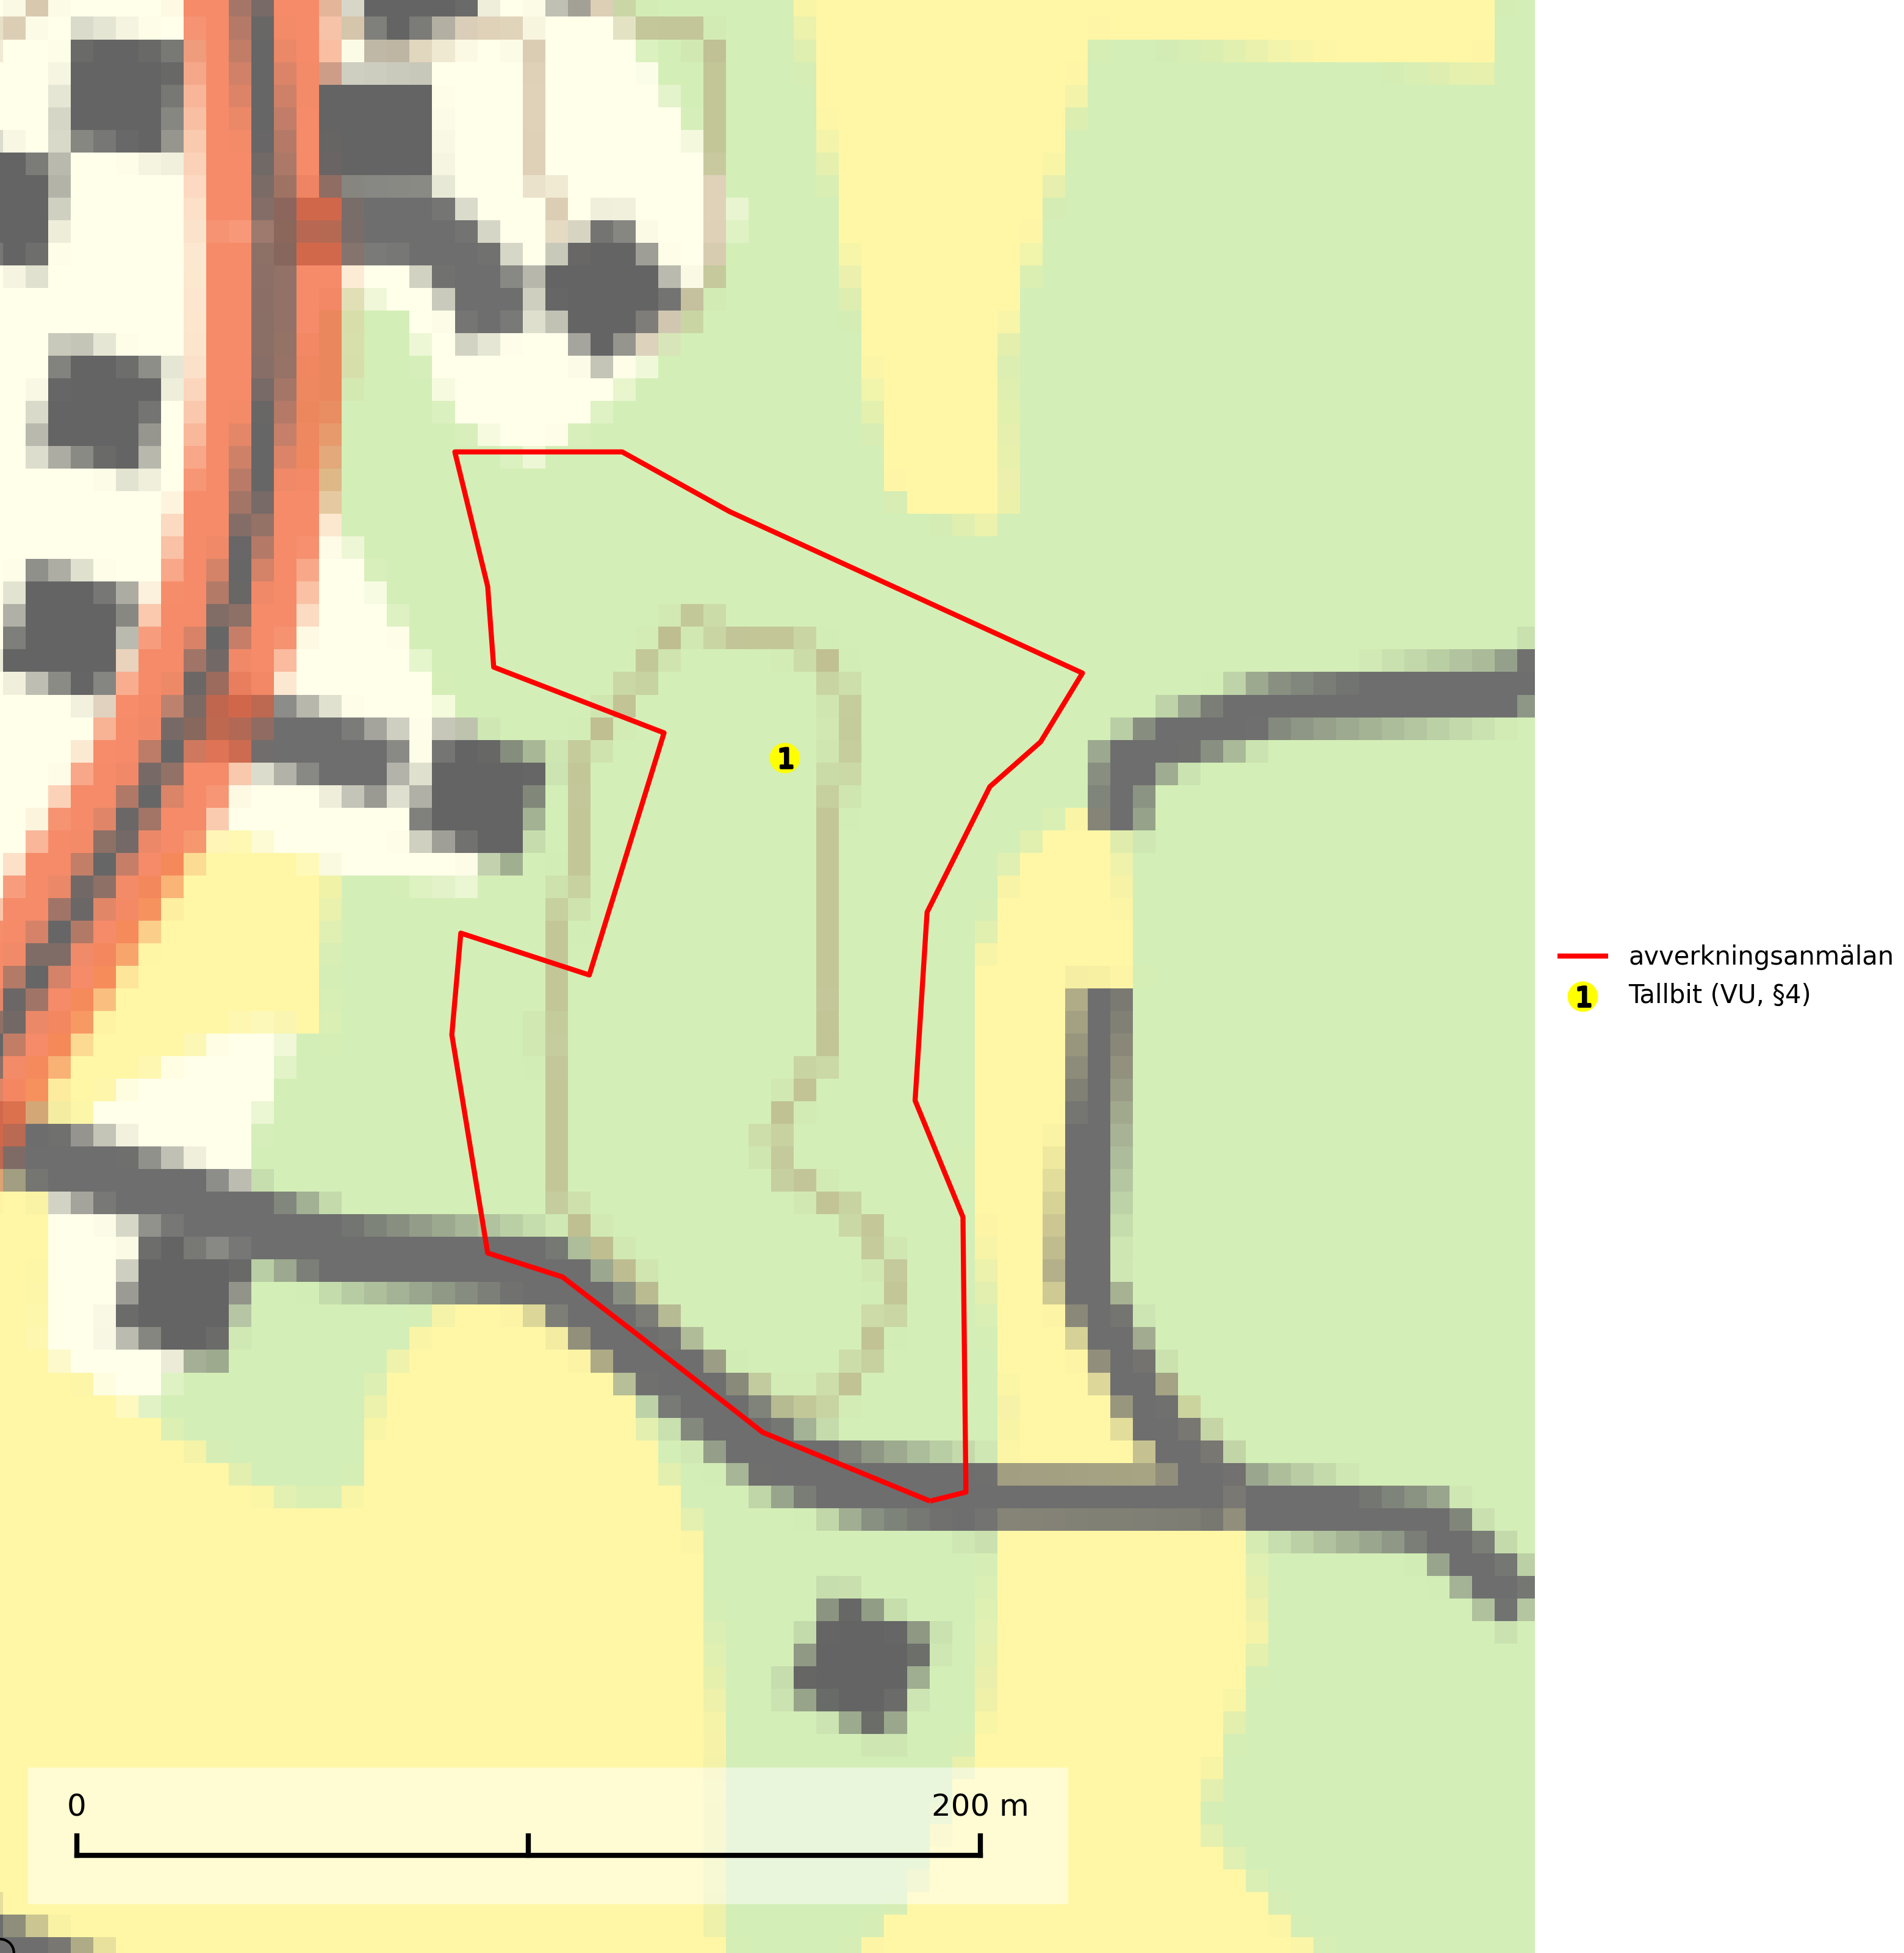 1
avverkningsanmälan
1 Tallbit (VU, §4)
0 200 m